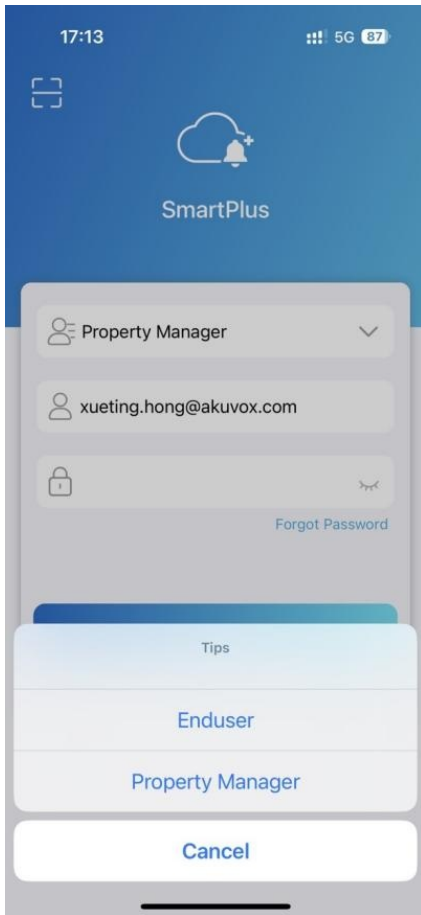 17:13
5G 87
SmartPlus
Property Manager
xueting.hong@akuvox.com
Forgot Password
Tips
Enduser
Property Manager
Cancel